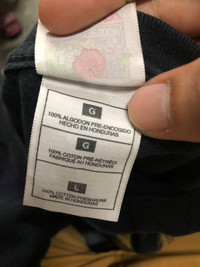 G
100% ALGODON PRE-ENCOGIDO
HECHO EN HONDURAS
G
100% COTON PRÉ-RÉTRÉCI
FABRIQUÉ AU HONDURAS
L
100% COTTON PRESHRUNK
MADE IN HONDURAS